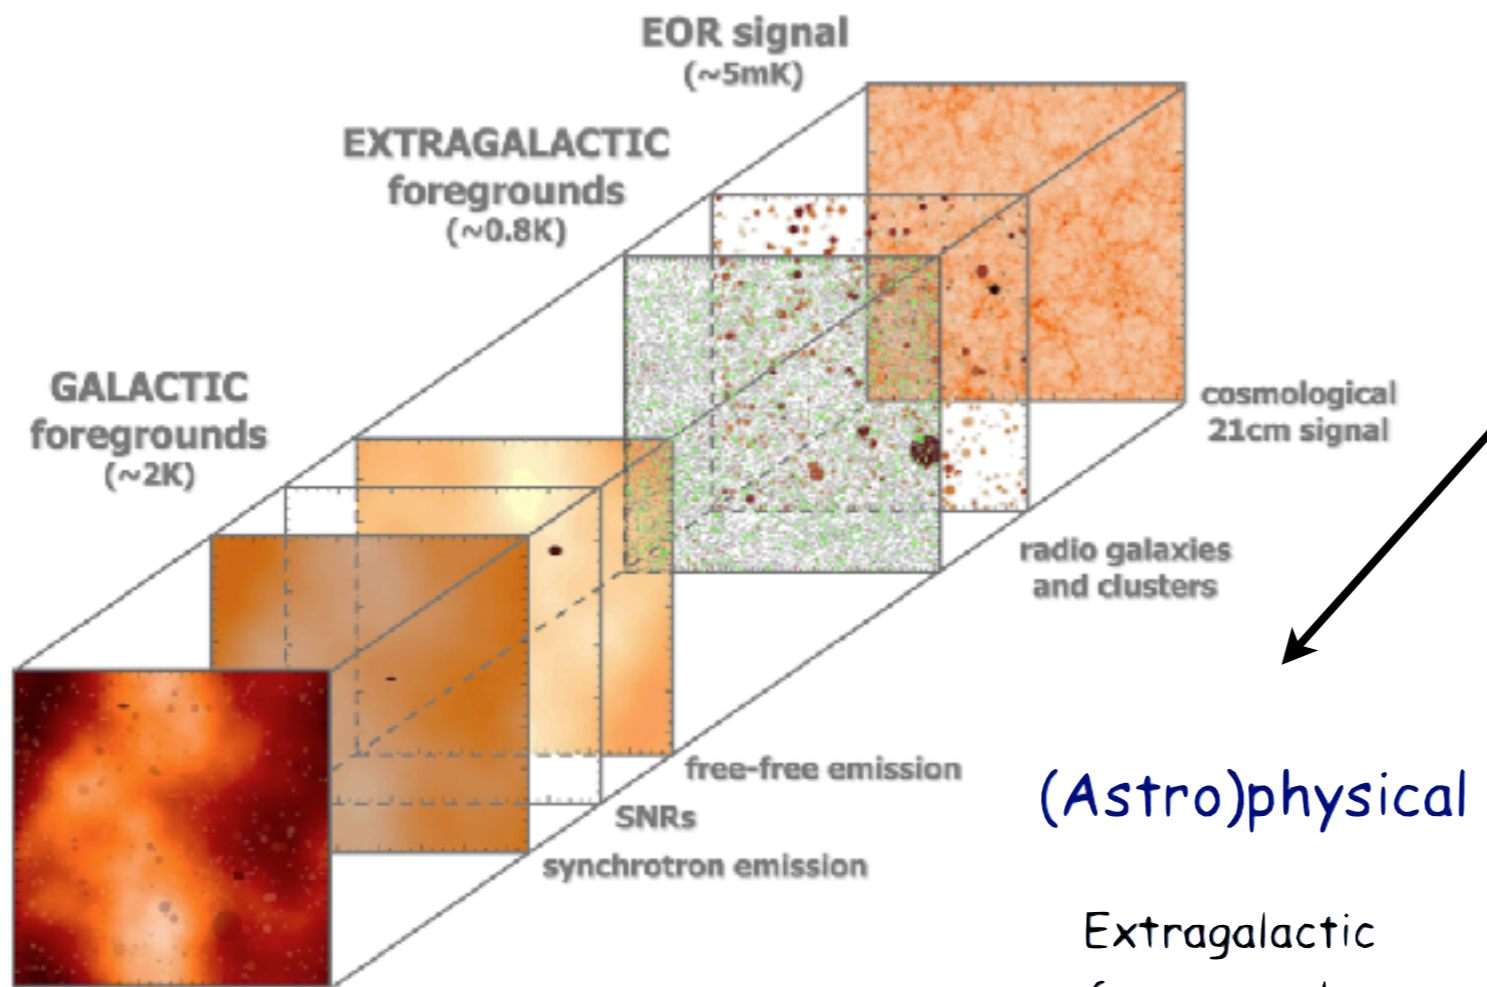 EOR signal
(~5mK)
EXTRAGALACTIC
foregrounds
(~0.8K)
GALACTIC
foregrounds
(~2K)
cosmological
21cm signal
radio galaxies
and clusters
free-free emission
SNRs
synchrotron emission
(Astro)physical
Extragalactic